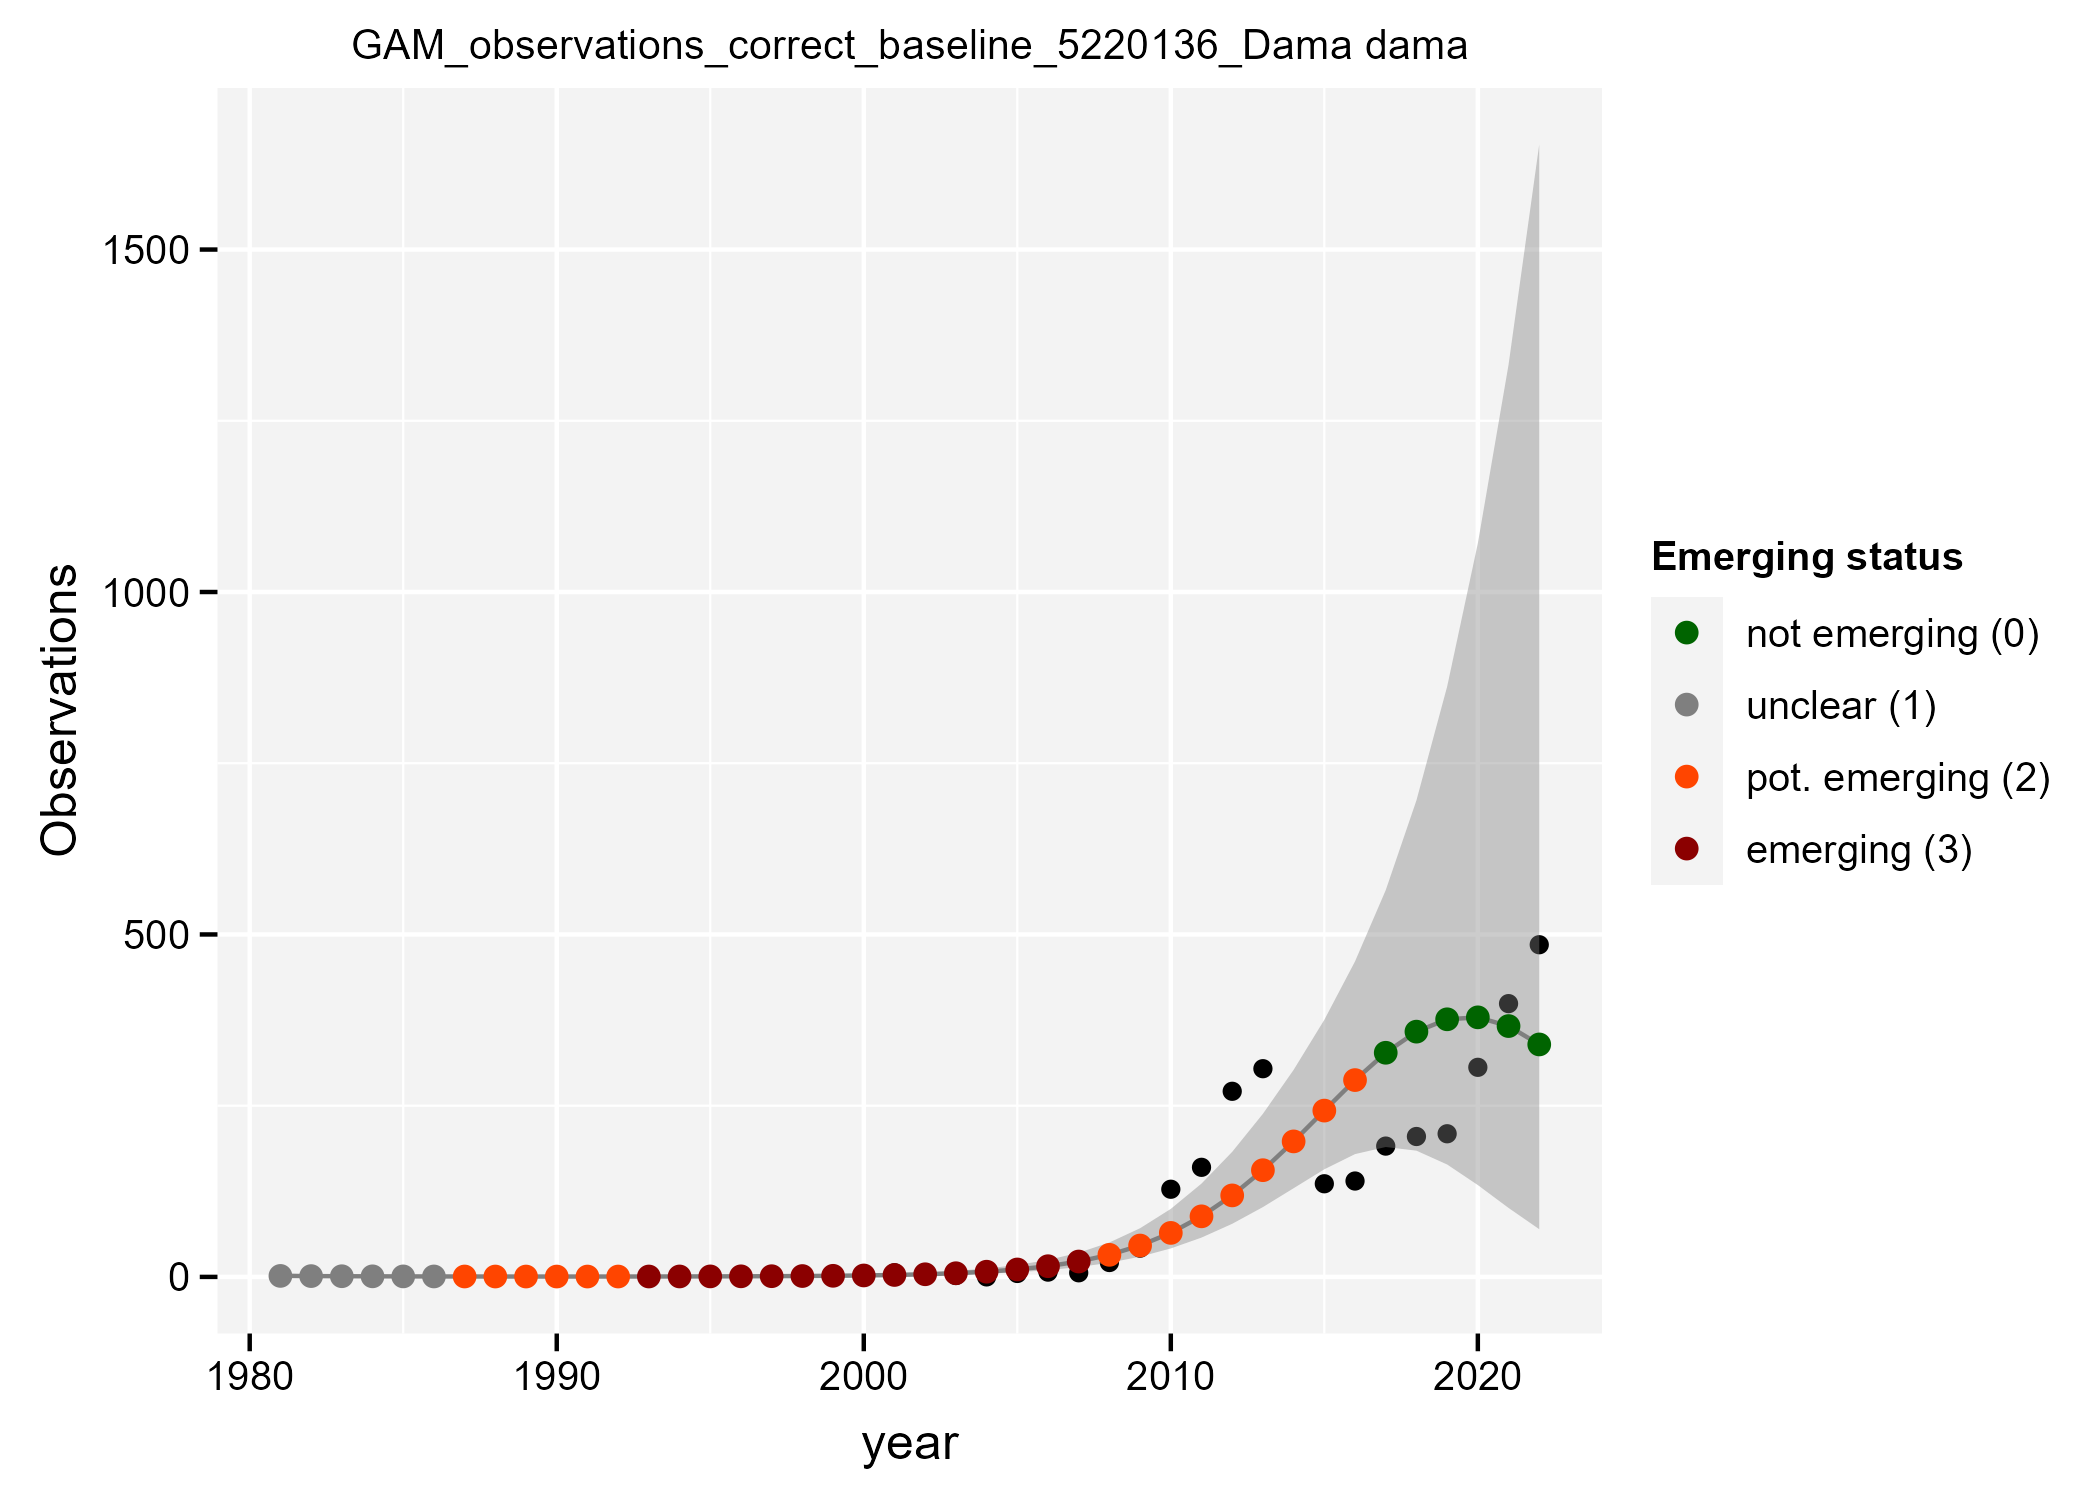 GAM_observations_correct_baseline_5220136_Dama dama
Observations
1500
1000
500
0
1980 1990 2000 2010 2020
year
Emerging status
not emerging (0)
unclear (1)
pot. emerging (2)
emerging (3)